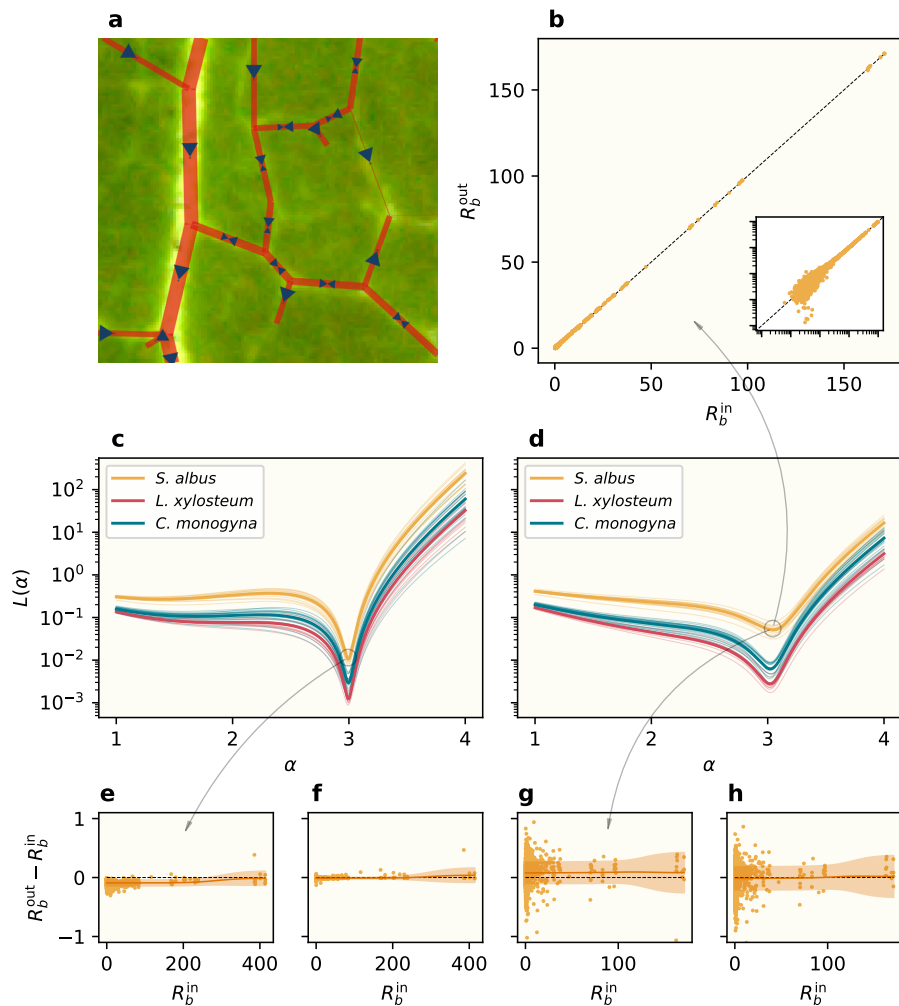 a
b
150
100
50
0
R_b^out
0
50
100
150
R_b^in
c
S. albus
L. xylosteum
C. monogyna
10^2
10^1
10^0
10^-1
10^-2
10^-3
L(α)
1
2
3
4
α
d
S. albus
L. xylosteum
C. monogyna
1
2
3
4
α
e
1
0
−1
R_b^out − R_b^in
0
200
400
R_b^in
f
0
200
400
R_b^in
g
0
100
R_b^in
h
0
100
R_b^in